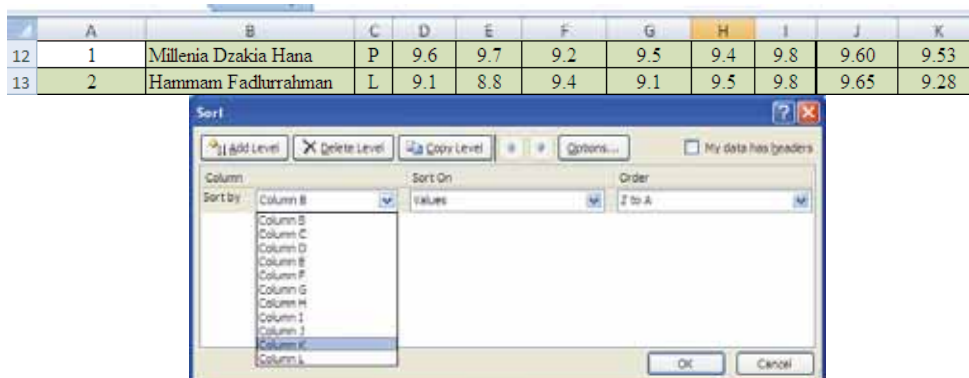 A B C D E F G H I J K
12 1 Millenia Dzakia Hana P 9.6 9.7 9.2 9.5 9.4 9.8 9.60 9.53
13 2 Hammam Fadlurrahman L 9.1 8.8 9.4 9.1 9.5 9.8 9.65 9.28
Sort
Add Level Delete Level Copy Level Options... My data has headers
Column Sort On Order
Sort by Column B Values Z to A
Column B
Column C
Column D
Column E
Column F
Column G
Column H
Column I
Column J
Column K
Column L
OK Cancel